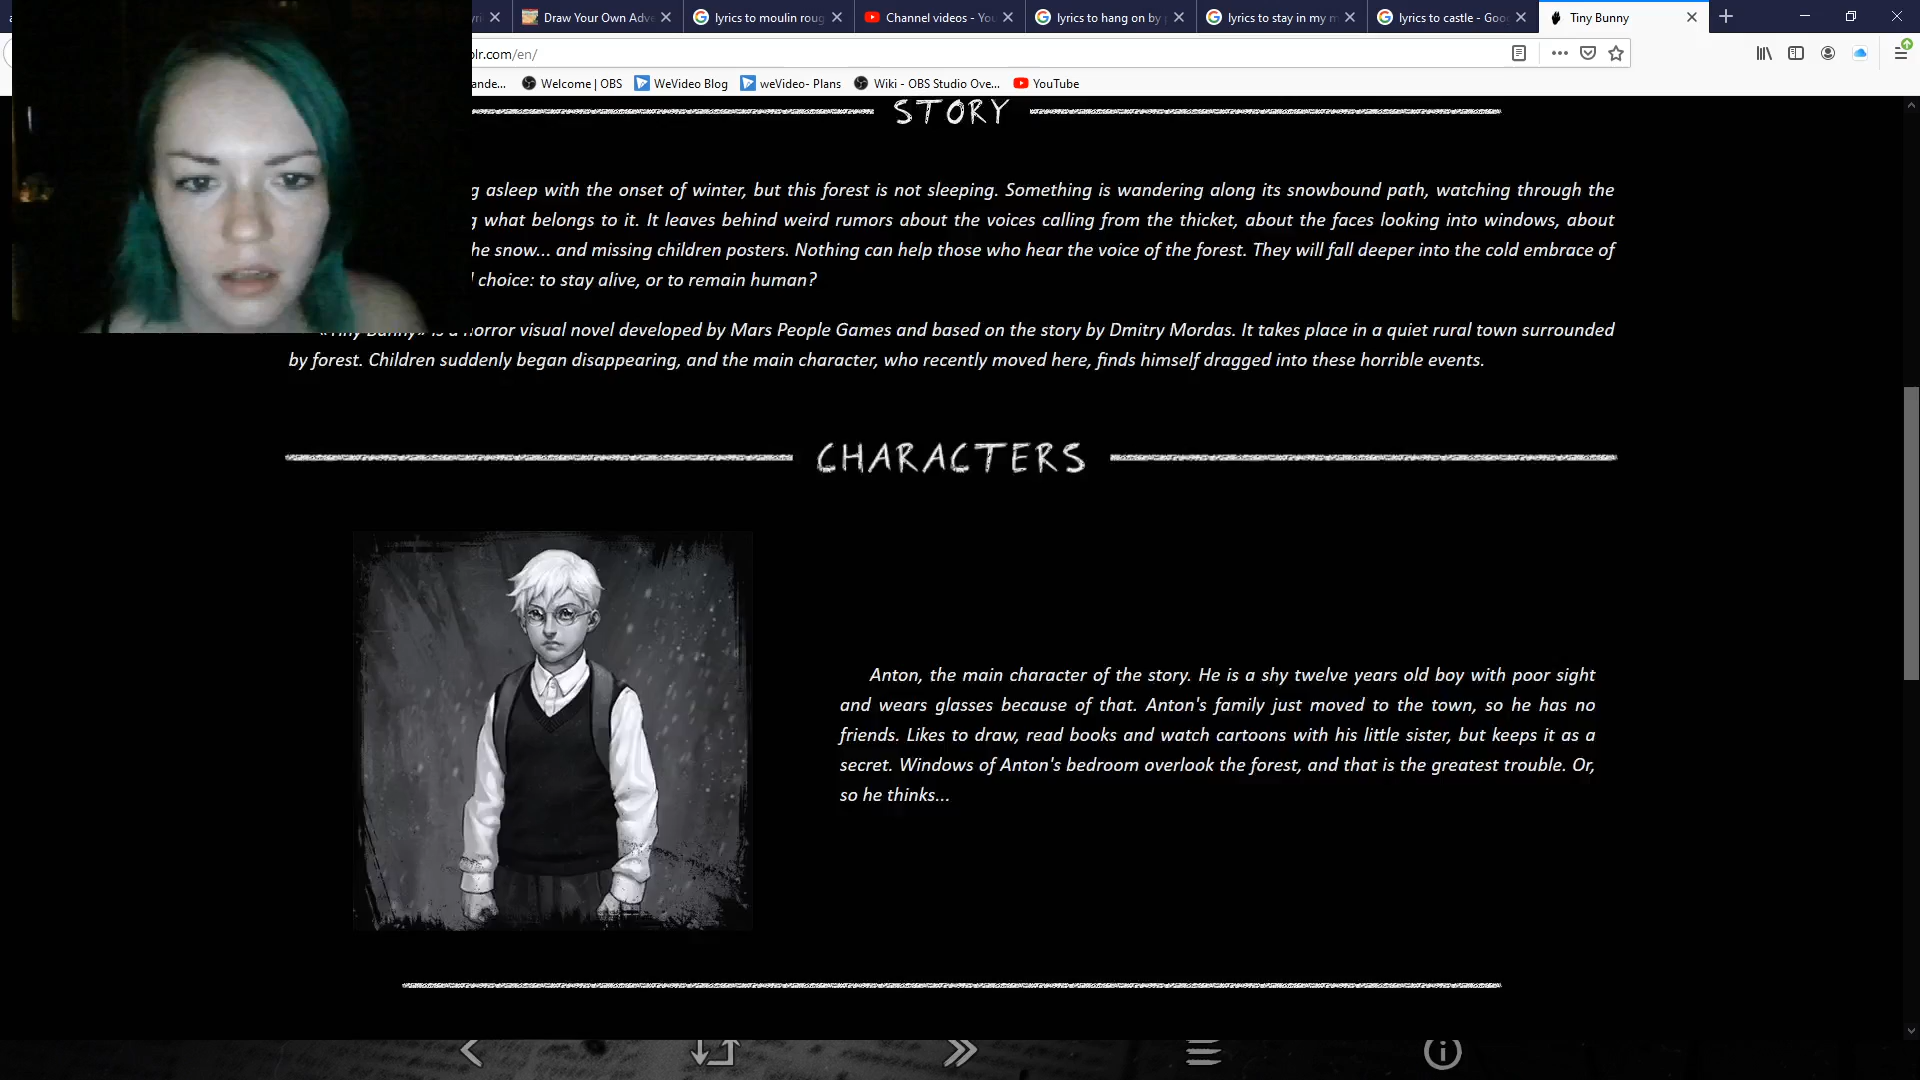 Draw Your Own Adve
lyrics to moulin roug
Channel videos - You
lyrics to hang on by
lyrics to stay in my m
lyrics to castle - Goo
Tiny Bunny
olr.com/en/
ande...
Welcome | OBS
WeVideo Blog
weVideo- Plans
Wiki - OBS Studio Ove...
YouTube
STORY
g asleep with the onset of winter, but this forest is not sleeping. Something is wandering along its snowbound path, watching through the
g what belongs to it. It leaves behind weird rumors about the voices calling from the thicket, about the faces looking into windows, about
he snow... and missing children posters. Nothing can help those who hear the voice of the forest. They will fall deeper into the cold embrace of
choice: to stay alive, or to remain human?
«Tiny Bunny» is a horror visual novel developed by Mars People Games and based on the story by Dmitry Mordas. It takes place in a quiet rural town surrounded
by forest. Children suddenly began disappearing, and the main character, who recently moved here, finds himself dragged into these horrible events.
CHARACTERS
Anton, the main character of the story. He is a shy twelve years old boy with poor sight
and wears glasses because of that. Anton's family just moved to the town, so he has no
friends. Likes to draw, read books and watch cartoons with his little sister, but keeps it as a
secret. Windows of Anton's bedroom overlook the forest, and that is the greatest trouble. Or,
so he thinks...